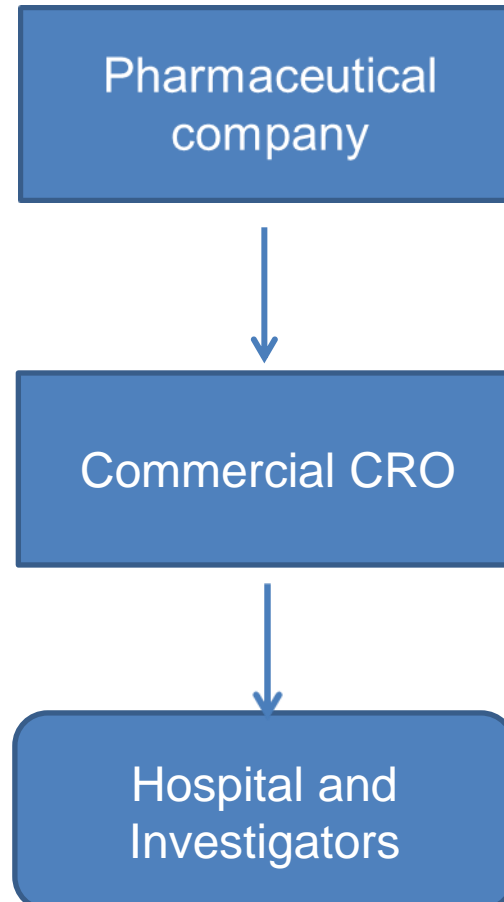 Pharmaceutical
company
Commercial CRO
Hospital and
Investigators